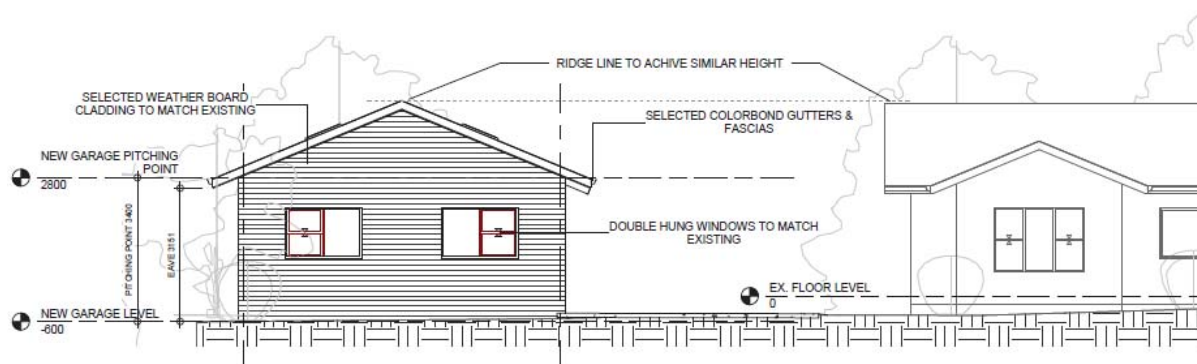 RIDGE LINE TO ACHIVE SIMILAR HEIGHT
SELECTED WEATHER BOARD
CLADDING TO MATCH EXISTING
SELECTED COLORBOND GUTTERS &
FASCIAS
NEW GARAGE PITCHING
POINT
2800
PITCHING POINT 3400
EAVE 3151
DOUBLE HUNG WINDOWS TO MATCH
EXISTING
EX. FLOOR LEVEL
0
NEW GARAGE LEVEL
-600